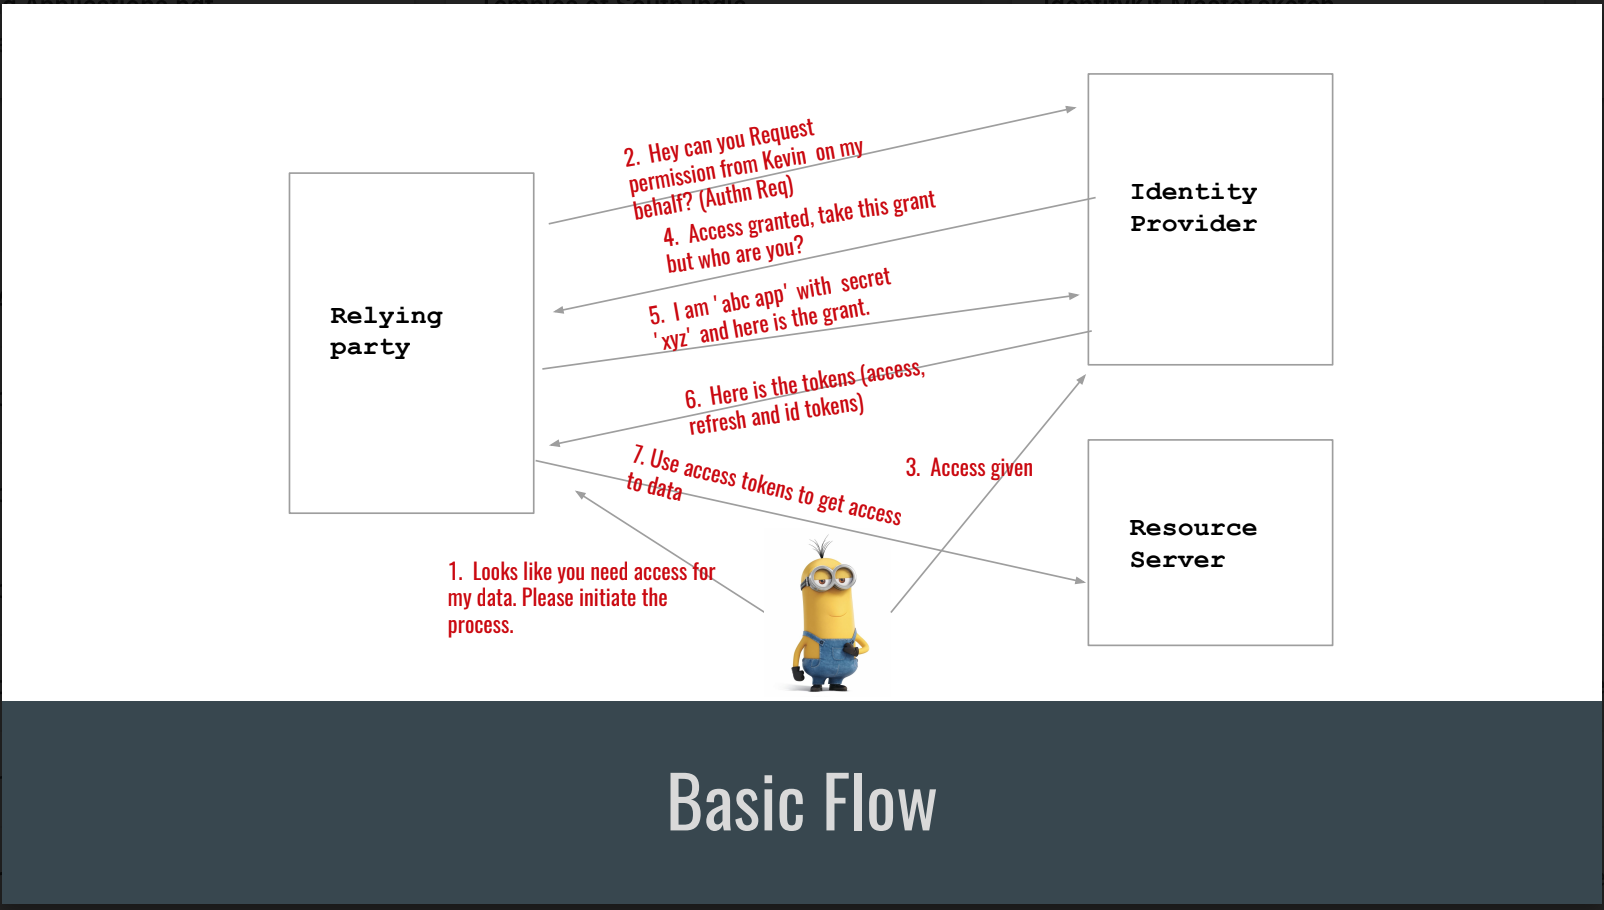 2. Hey can you Request
permission from Kevin on my
behalf? (Authn Req)
4. Access granted, take this grant
but who are you?
Identity
Provider
5. I am 'abc app' with secret
'xyz' and here is the grant.
Relying
party
6. Here is the tokens (access,
refresh and id tokens)
7. Use access tokens to get access
to data
3. Access given
Resource
Server
1. Looks like you need access for
my data. Please initiate the
process.
Basic Flow